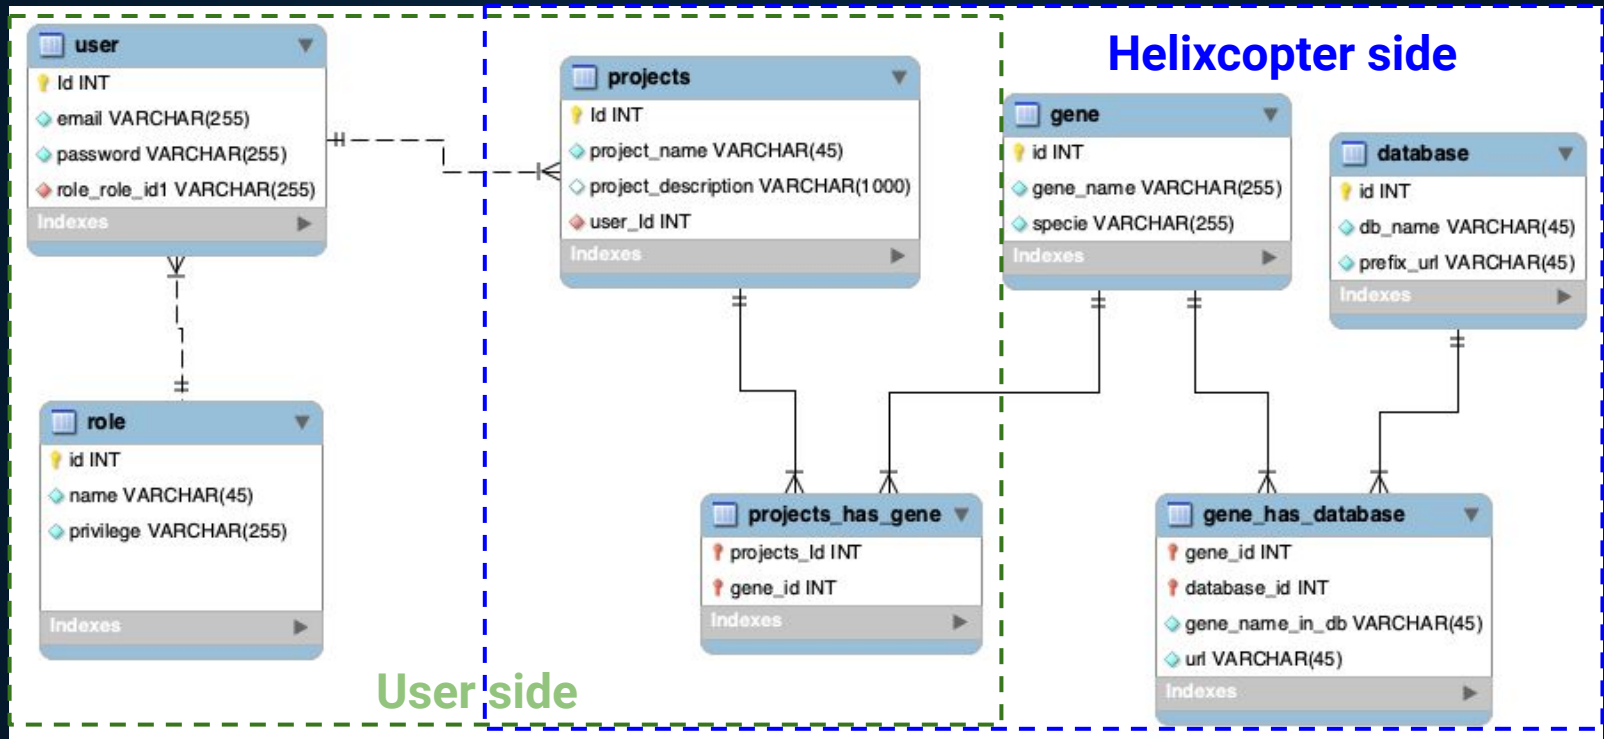 Helixcopter side
user
Id INT
email VARCHAR(255)
password VARCHAR(255)
role_role_id1 VARCHAR(255)
Indexes
projects
Id INT
project_name VARCHAR(45)
project_description VARCHAR(1000)
user_Id INT
Indexes
gene
id INT
gene_name VARCHAR(255)
specie VARCHAR(255)
Indexes
database
id INT
db_name VARCHAR(45)
prefix_url VARCHAR(45)
Indexes
role
id INT
name VARCHAR(45)
privilege VARCHAR(255)
Indexes
projects_has_gene
projects_Id INT
gene_id INT
Indexes
gene_has_database
gene_id INT
database_id INT
gene_name_in_db VARCHAR(45)
url VARCHAR(45)
Indexes
User side